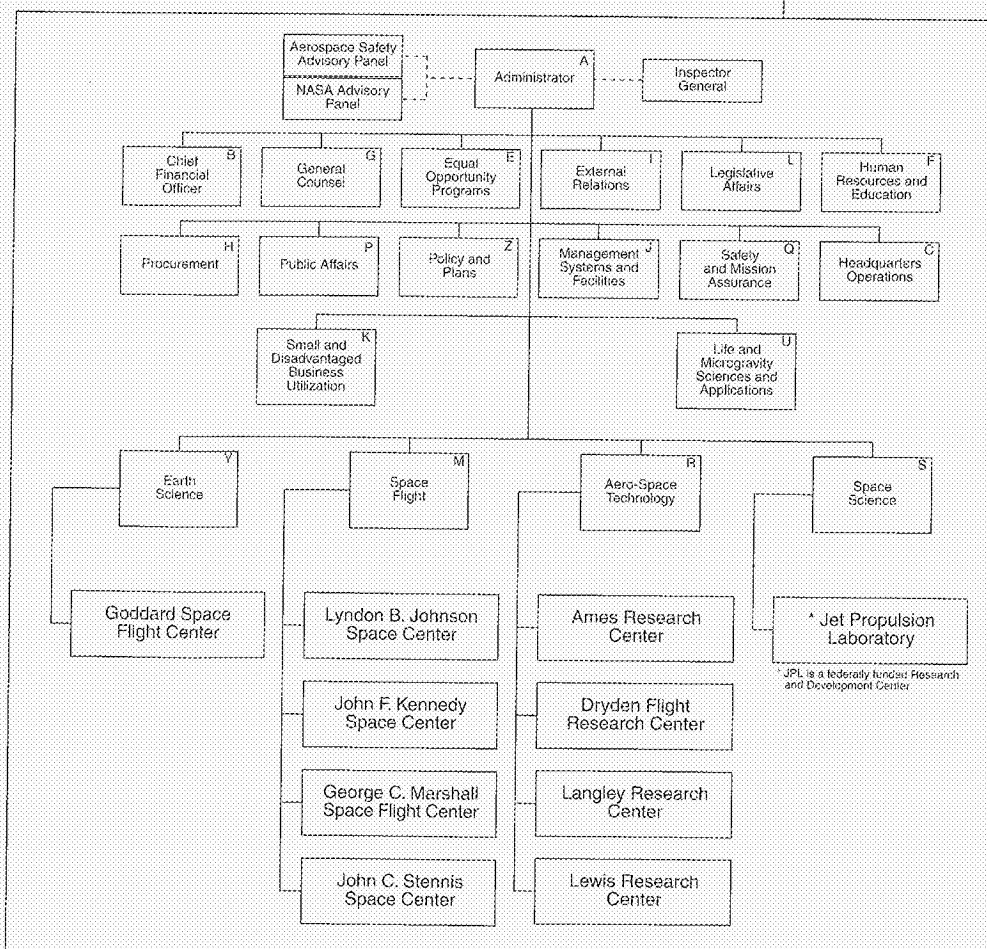 Aerospace Safety
Advisory Panel
NASA Advisory
Panel
A
Administrator
Inspector
General
B
Chief
Financial
Officer
G
General
Counsel
E
Equal
Opportunity
Programs
I
External
Relations
L
Legislative
Affairs
F
Human
Resources and
Education
H
Procurement
P
Public Affairs
Z
Policy and
Plans
J
Management
Systems and
Facilities
Q
Safety
and Mission
Assurance
C
Headquarters
Operations
K
Small and
Disadvantaged
Business
Utilization
U
Life and
Microgravity
Sciences and
Applications
Y
Earth
Science
M
Space
Flight
R
Aero-Space
Technology
S
Space
Science
Goddard Space
Flight Center
Lyndon B. Johnson
Space Center
John F. Kennedy
Space Center
George C. Marshall
Space Flight Center
John C. Stennis
Space Center
Ames Research
Center
Dryden Flight
Research Center
Langley Research
Center
Lewis Research
Center
* Jet Propulsion
Laboratory
* JPL is a federally funded Research
and Development Center